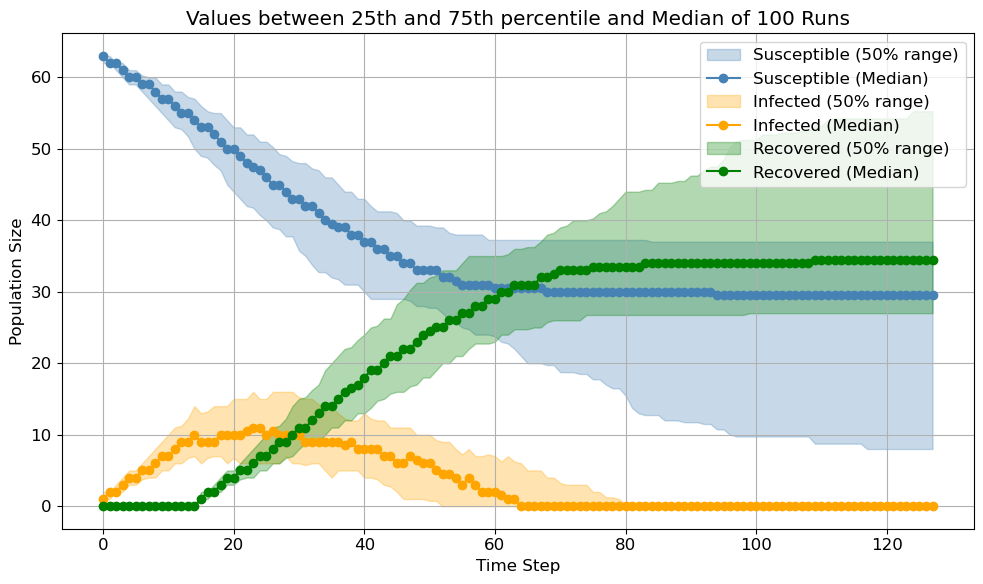 Values between 25th and 75th percentile and Median of 100 Runs
Susceptible (50% range)
Susceptible (Median)
Infected (50% range)
Infected (Median)
Recovered (50% range)
Recovered (Median)
Population Size
60
50
40
30
20
10
0
0 20 40 60 80 100 120
Time Step